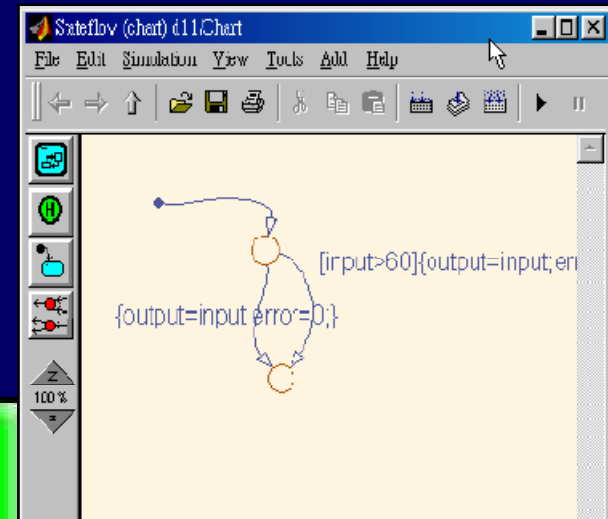 Stateflow (chart) d11/Chart
File Edit Simulation View Tools Add Help
H
[input>60]{output=input;err
{output=input error=0;}
Z
100 %